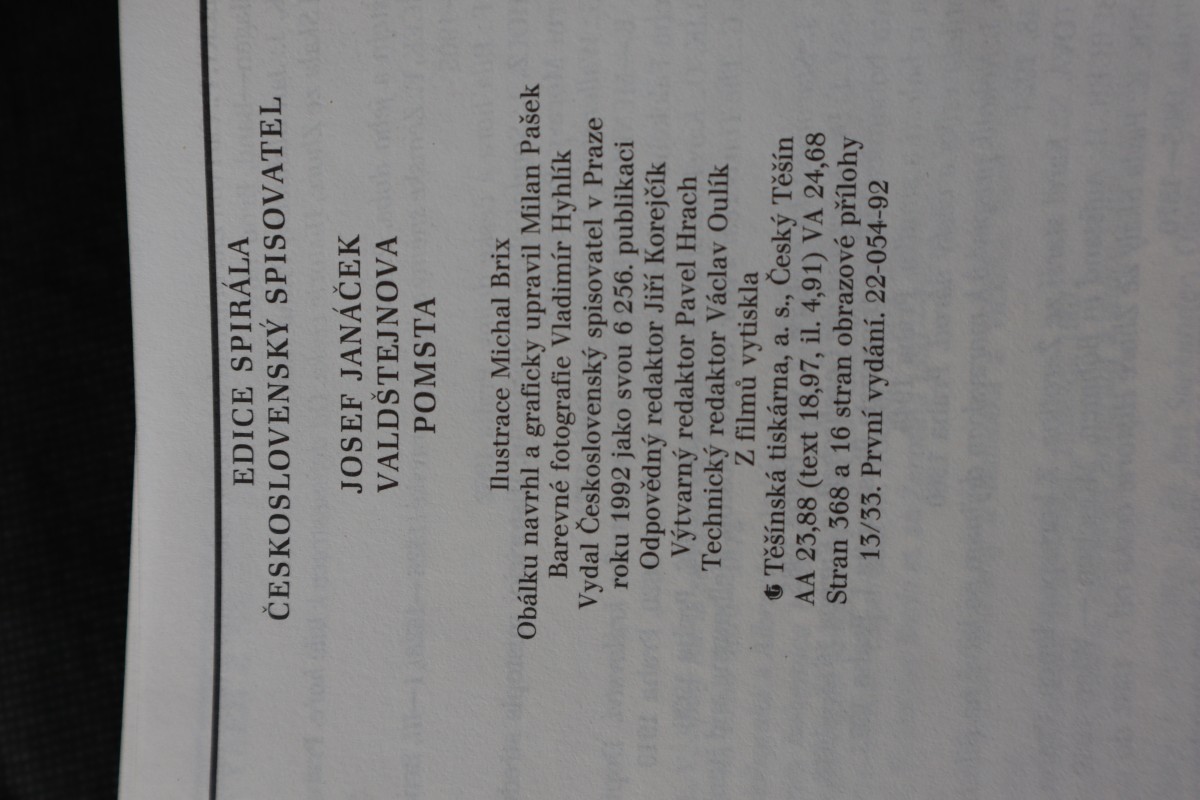 EDICE SPIRÁLA
ČESKOSLOVENSKÝ SPISOVATEL
JOSEF JANÁČEK
VALDŠTEJNOVA
POMSTA
Ilustrace Michal Brix
Obálku navrhl a graficky upravil Milan Pašek
Barevné fotografie Vladimír Hyhlík
Vydal Československý spisovatel v Praze
roku 1992 jako svou 6 256. publikaci
Odpovědný redaktor Jiří Korejčík
Výtvarný redaktor Pavel Hrach
Technický redaktor Václav Oulík
Z filmů vytiskla
Těšínská tiskárna, a. s., Český Těšín
AA 23,88 (text 18,97, il. 4,91) VA 24,68
Stran 368 a 16 stran obrazové přílohy
13/33. První vydání. 22-054-92